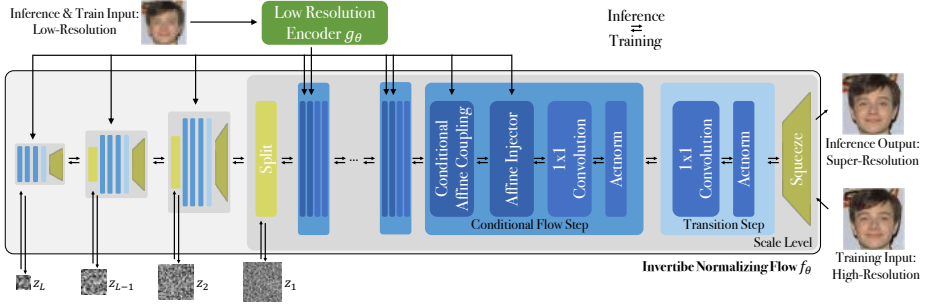 Inference & Train Input:
Low-Resolution
Low Resolution
Encoder gθ
Inference
Training
Split
...
Conditional
Affine Coupling
Affine Injector
1x1
Convolution
Actnorm
Conditional Flow Step
1x1
Convolution
Actnorm
Transition Step
Squeeze
Scale Level
Invertibe Normalizing Flow fθ
Inference Output:
Super-Resolution
Training Input:
High-Resolution
zL
zL−1
z2
z1